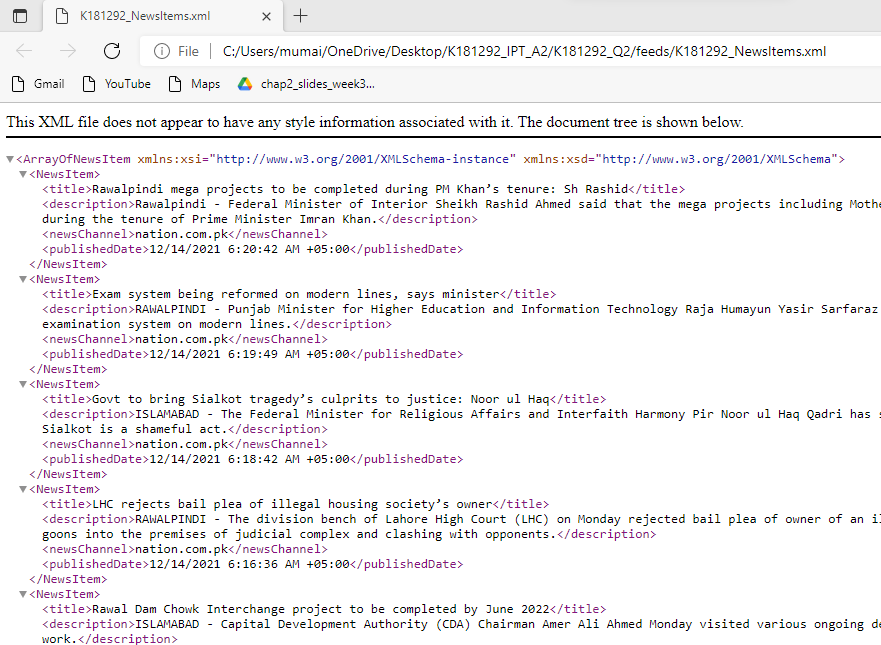 K181292_NewsItems.xml
File C:/Users/mumai/OneDrive/Desktop/K181292_IPT_A2/K181292_Q2/feeds/K181292_NewsItems.xml
Gmail YouTube Maps chap2_slides_week3...
This XML file does not appear to have any style information associated with it. The document tree is shown below.
<ArrayOfNewsItem xmlns:xsi="http://www.w3.org/2001/XMLSchema-instance" xmlns:xsd="http://www.w3.org/2001/XMLSchema">
<NewsItem>
<title>Rawalpindi mega projects to be completed during PM Khan’s tenure: Sh Rashid</title>
<description>Rawalpindi - Federal Minister of Interior Sheikh Rashid Ahmed said that the mega projects including
during the tenure of Prime Minister Imran Khan.</description>
<newsChannel>nation.com.pk</newsChannel>
<publishedDate>12/14/2021 6:20:42 AM +05:00</publishedDate>
</NewsItem>
<NewsItem>
<title>Exam system being reformed on modern lines, says minister</title>
<description>RAWALPINDI - Punjab Minister for Higher Education and Information Technology Raja Humayun Yasir Sarfaraz
examination system on modern lines.</description>
<newsChannel>nation.com.pk</newsChannel>
<publishedDate>12/14/2021 6:19:49 AM +05:00</publishedDate>
</NewsItem>
<NewsItem>
<title>Govt to bring Sialkot tragedy’s culprits to justice: Noor ul Haq</title>
<description>ISLAMABAD - The Federal Minister for Religious Affairs and Interfaith Harmony Pir Noor ul Haq Qadri has
Sialkot is a shameful act.</description>
<newsChannel>nation.com.pk</newsChannel>
<publishedDate>12/14/2021 6:18:42 AM +05:00</publishedDate>
</NewsItem>
<NewsItem>
<title>LHC rejects bail plea of illegal housing society’s owner</title>
<description>RAWALPINDI - The division bench of Lahore High Court (LHC) on Monday rejected bail plea of owner of an
goons into the premises of judicial complex and clashing with opponents.</description>
<newsChannel>nation.com.pk</newsChannel>
<publishedDate>12/14/2021 6:16:36 AM +05:00</publishedDate>
</NewsItem>
<NewsItem>
<title>Rawal Dam Chowk Interchange project to be completed by June 2022</title>
<description>ISLAMABAD - Capital Development Authority (CDA) Chairman Amer Ali Ahmed Monday visited various ongoing
work.</description>